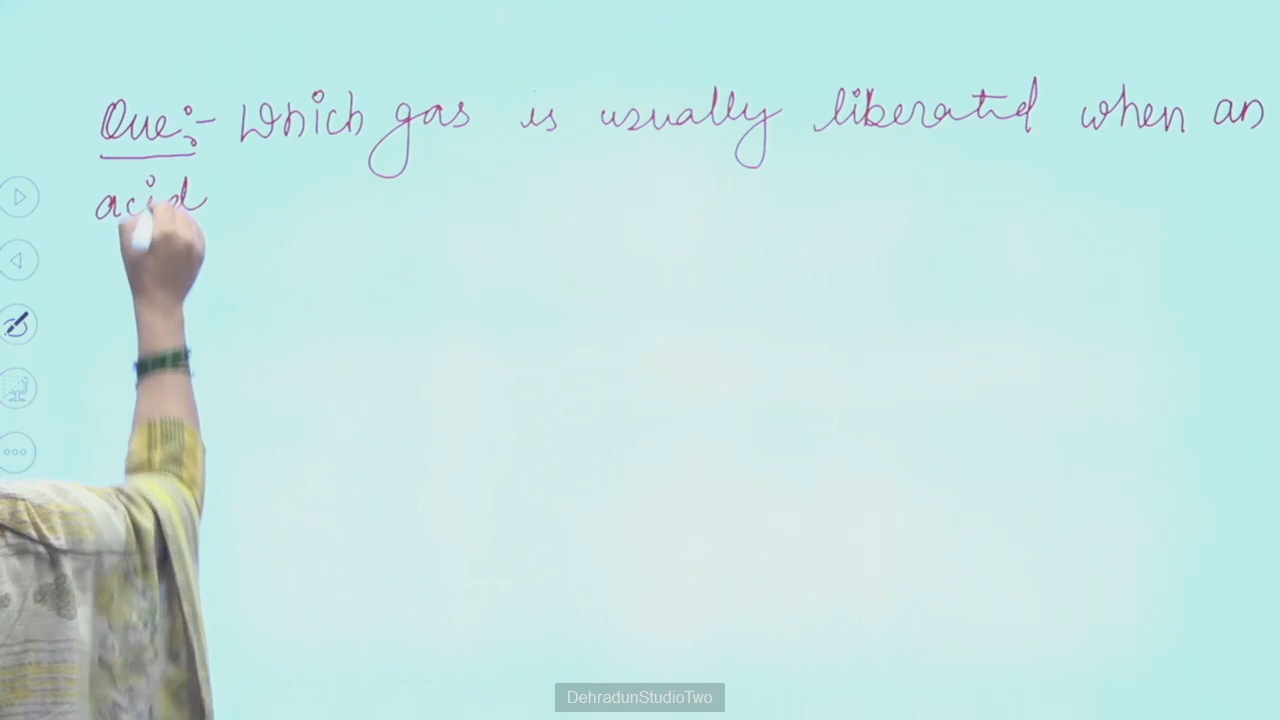 Que:- Which gas is usually liberated when an
acid
DehradunStudioTwo